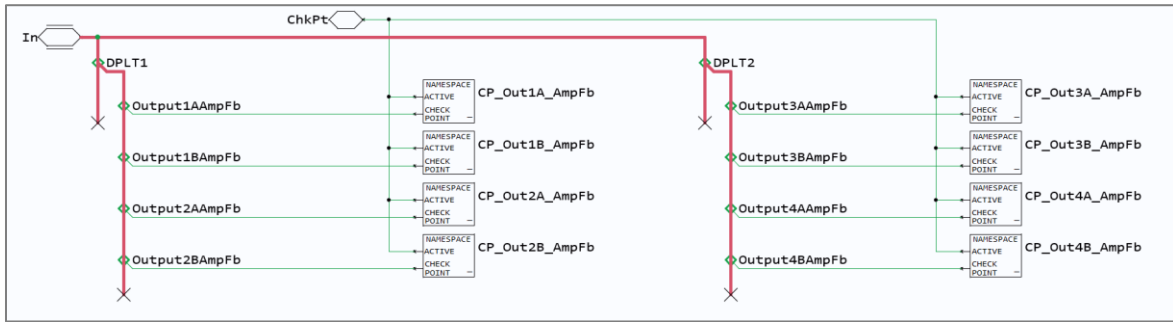 ChkPt
In
DPLT1
Output1AAmpFb
NAMESPACE
ACTIVE
CHECK
POINT
CP_Out1A_AmpFb
Output1BAmpFb
NAMESPACE
ACTIVE
CHECK
POINT
CP_Out1B_AmpFb
Output2AAmpFb
NAMESPACE
ACTIVE
CHECK
POINT
CP_Out2A_AmpFb
Output2BAmpFb
NAMESPACE
ACTIVE
CHECK
POINT
CP_Out2B_AmpFb
DPLT2
Output3AAmpFb
NAMESPACE
ACTIVE
CHECK
POINT
CP_Out3A_AmpFb
Output3BAmpFb
NAMESPACE
ACTIVE
CHECK
POINT
CP_Out3B_AmpFb
Output4AAmpFb
NAMESPACE
ACTIVE
CHECK
POINT
CP_Out4A_AmpFb
Output4BAmpFb
NAMESPACE
ACTIVE
CHECK
POINT
CP_Out4B_AmpFb